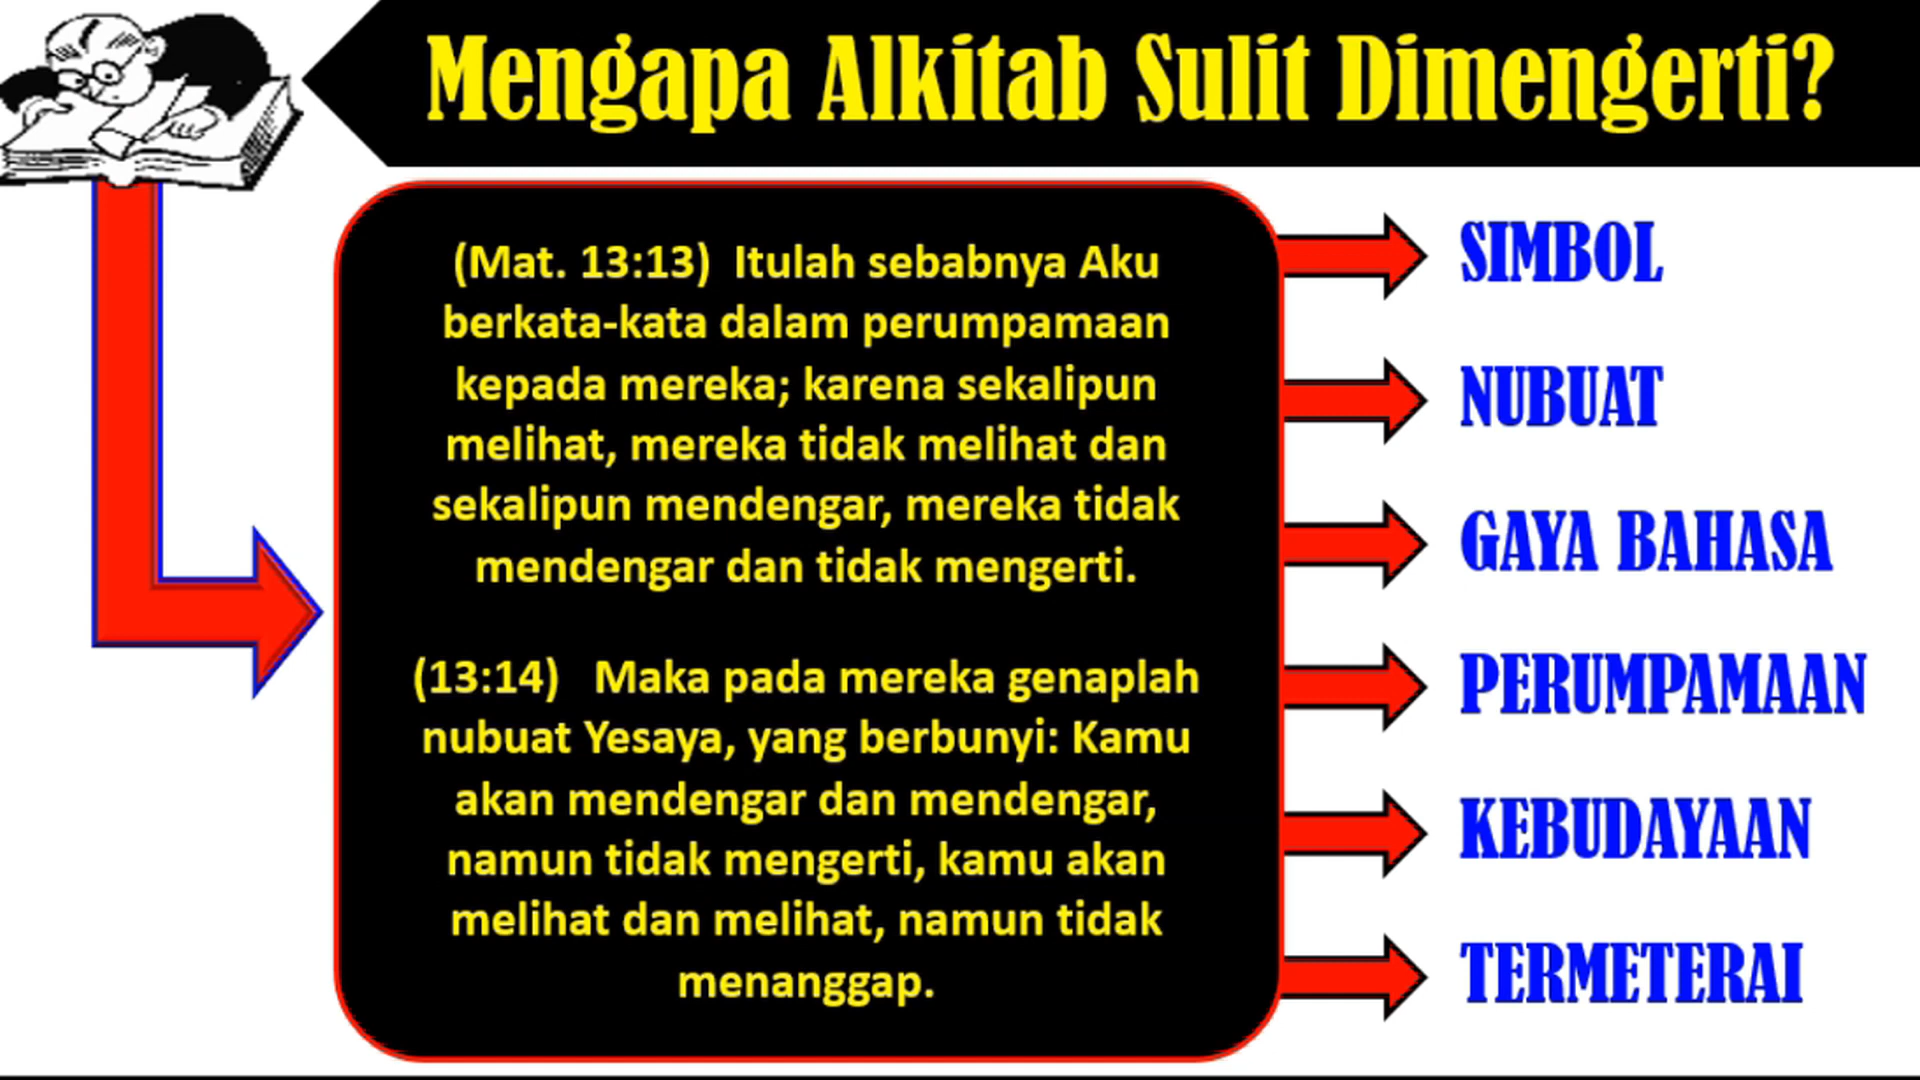 Mengapa Alkitab Sulit Dimengerti?
(Mat. 13:13) Itulah sebabnya Aku
berkata-kata dalam perumpamaan
kepada mereka; karena sekalipun
melihat, mereka tidak melihat dan
sekalipun mendengar, mereka tidak
mendengar dan tidak mengerti.
(13:14) Maka pada mereka genaplah
nubuat Yesaya, yang berbunyi: Kamu
akan mendengar dan mendengar,
namun tidak mengerti, kamu akan
melihat dan melihat, namun tidak
menanggap.
SIMBOL
NUBUAT
GAYA BAHASA
PERUMPAMAAN
KEBUDAYAAN
TERMETERAI